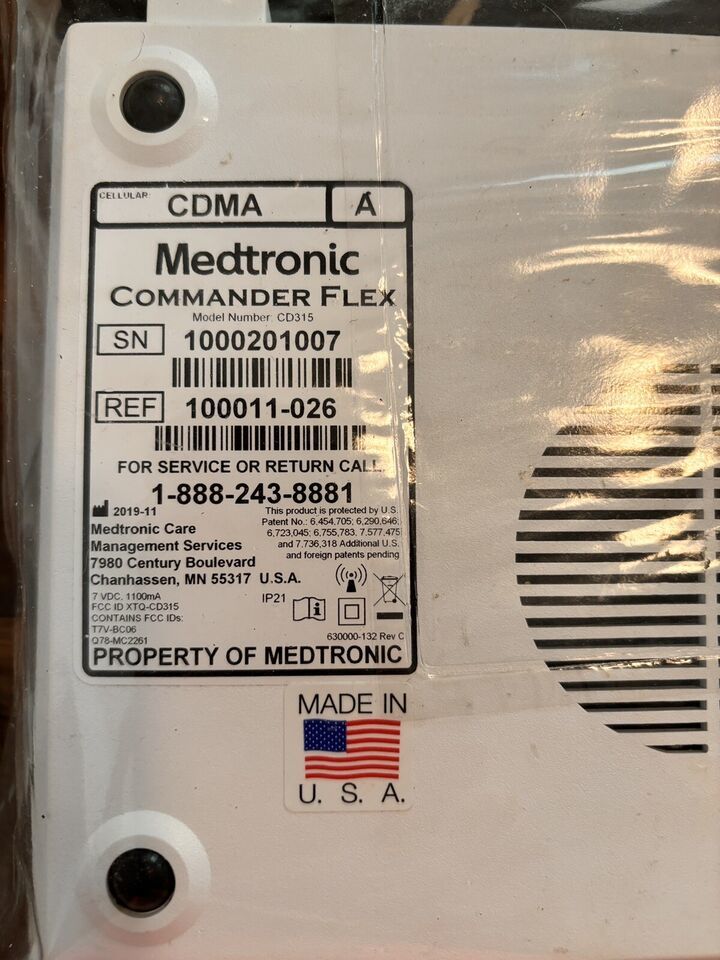 CELLULAR:
CDMA A
Medtronic
COMMANDER FLEX
Model Number: CD315
SN 1000201007
REF 100011-026
FOR SERVICE OR RETURN CALL
1-888-243-8881
2019-11
Medtronic Care
Management Services
7980 Century Boulevard
Chanhassen, MN 55317 U.S.A.
This product is protected by U.S.
Patent No.: 6,454,705; 6,290,646;
6,723,045; 6,755,783; 7,577,475
and 7,736,318 Additional U.S.
and foreign patents pending
7 VDC, 1100mA
FCC ID XTQ-CD315
CONTAINS FCC IDs:
T7V-BC06
Q78-MC2261
IP21
630000-132 Rev C
PROPERTY OF MEDTRONIC
MADE IN
U. S. A.